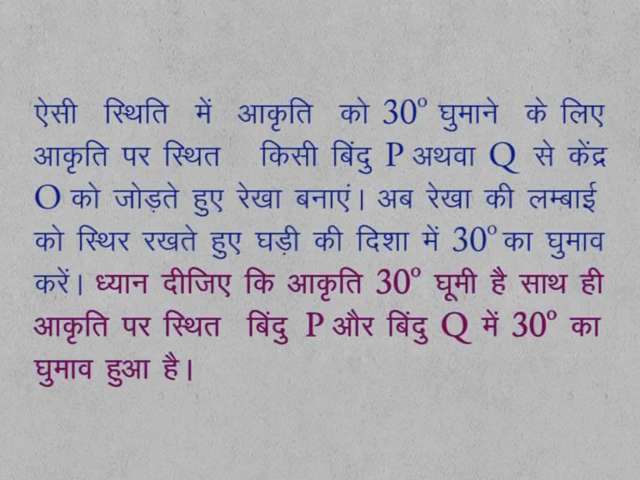 ऐसी स्थिति में आकृति को 30° घुमाने के लिए
आकृति पर स्थित किसी बिंदु P अथवा Q से केंद्र
O को जोड़ते हुए रेखा बनाएं। अब रेखा की लम्बाई
को स्थिर रखते हुए घड़ी की दिशा में 30° का घुमाव
करें। ध्यान दीजिए कि आकृति 30° घूमी है साथ ही
आकृति पर स्थित बिंदु P और बिंदु Q में 30° का
घुमाव हुआ है।